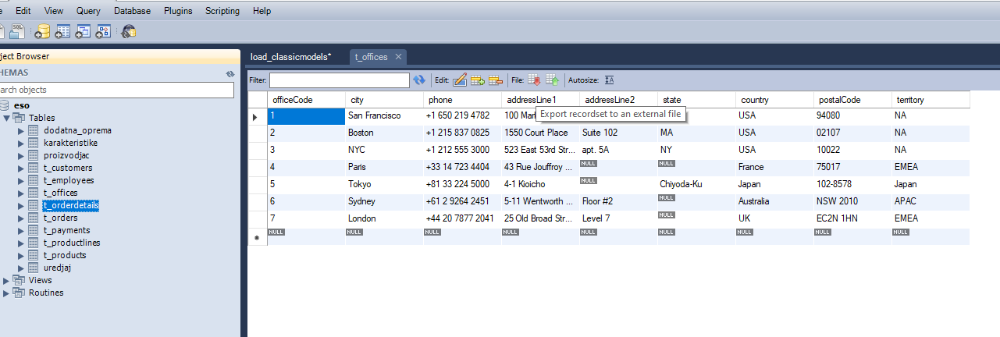 e Edit View Query Database Plugins Scripting Help
SQL
ject Browser
HEMAS
arch objects
eso
Tables
dodatna_oprema
karakteristike
proizvodjac
t_customers
t_employees
t_offices
t_orderdetails
t_orders
t_payments
t_productlines
t_products
uredjaj
Views
Routines
load_classicmodels* t_offices
Filter: Edit: File: Autosize:
officeCode city phone addressLine1 addressLine2 state country postalCode territory
1 San Francisco +1 650 219 4782 100 Mark USA 94080 NA
Export recordset to an external file
2 Boston +1 215 837 0825 1550 Court Place Suite 102 MA USA 02107 NA
3 NYC +1 212 555 3000 523 East 53rd Str... apt. 5A NY USA 10022 NA
4 Paris +33 14 723 4404 43 Rue Jouffroy ... NULL NULL France 75017 EMEA
5 Tokyo +81 33 224 5000 4-1 Kioicho NULL Chiyoda-Ku Japan 102-8578 Japan
6 Sydney +61 2 9264 2451 5-11 Wentworth ... Floor #2 NULL Australia NSW 2010 APAC
7 London +44 20 7877 2041 25 Old Broad Str... Level 7 NULL UK EC2N 1HN EMEA
NULL NULL NULL NULL NULL NULL NULL NULL NULL